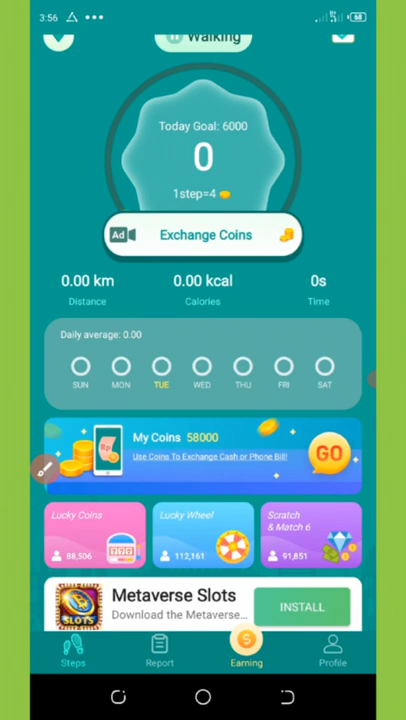 3:56
Walking
Today Goal: 6000
0
1step=4
Ad
Exchange Coins
0.00 km
0.00 kcal
0s
Distance
Calories
Time
Daily average: 0.00
SUN
MON
TUE
WED
THU
FRI
SAT
My Coins 58000
Use Coins To Exchange Cash or Phone Bill!
GO
Lucky Coins
88,506
Lucky Wheel
112,161
Scratch
& Match 6
91,851
SLOTS
Metaverse Slots
Download the Metaverse...
INSTALL
Steps
Report
Earning
Profile